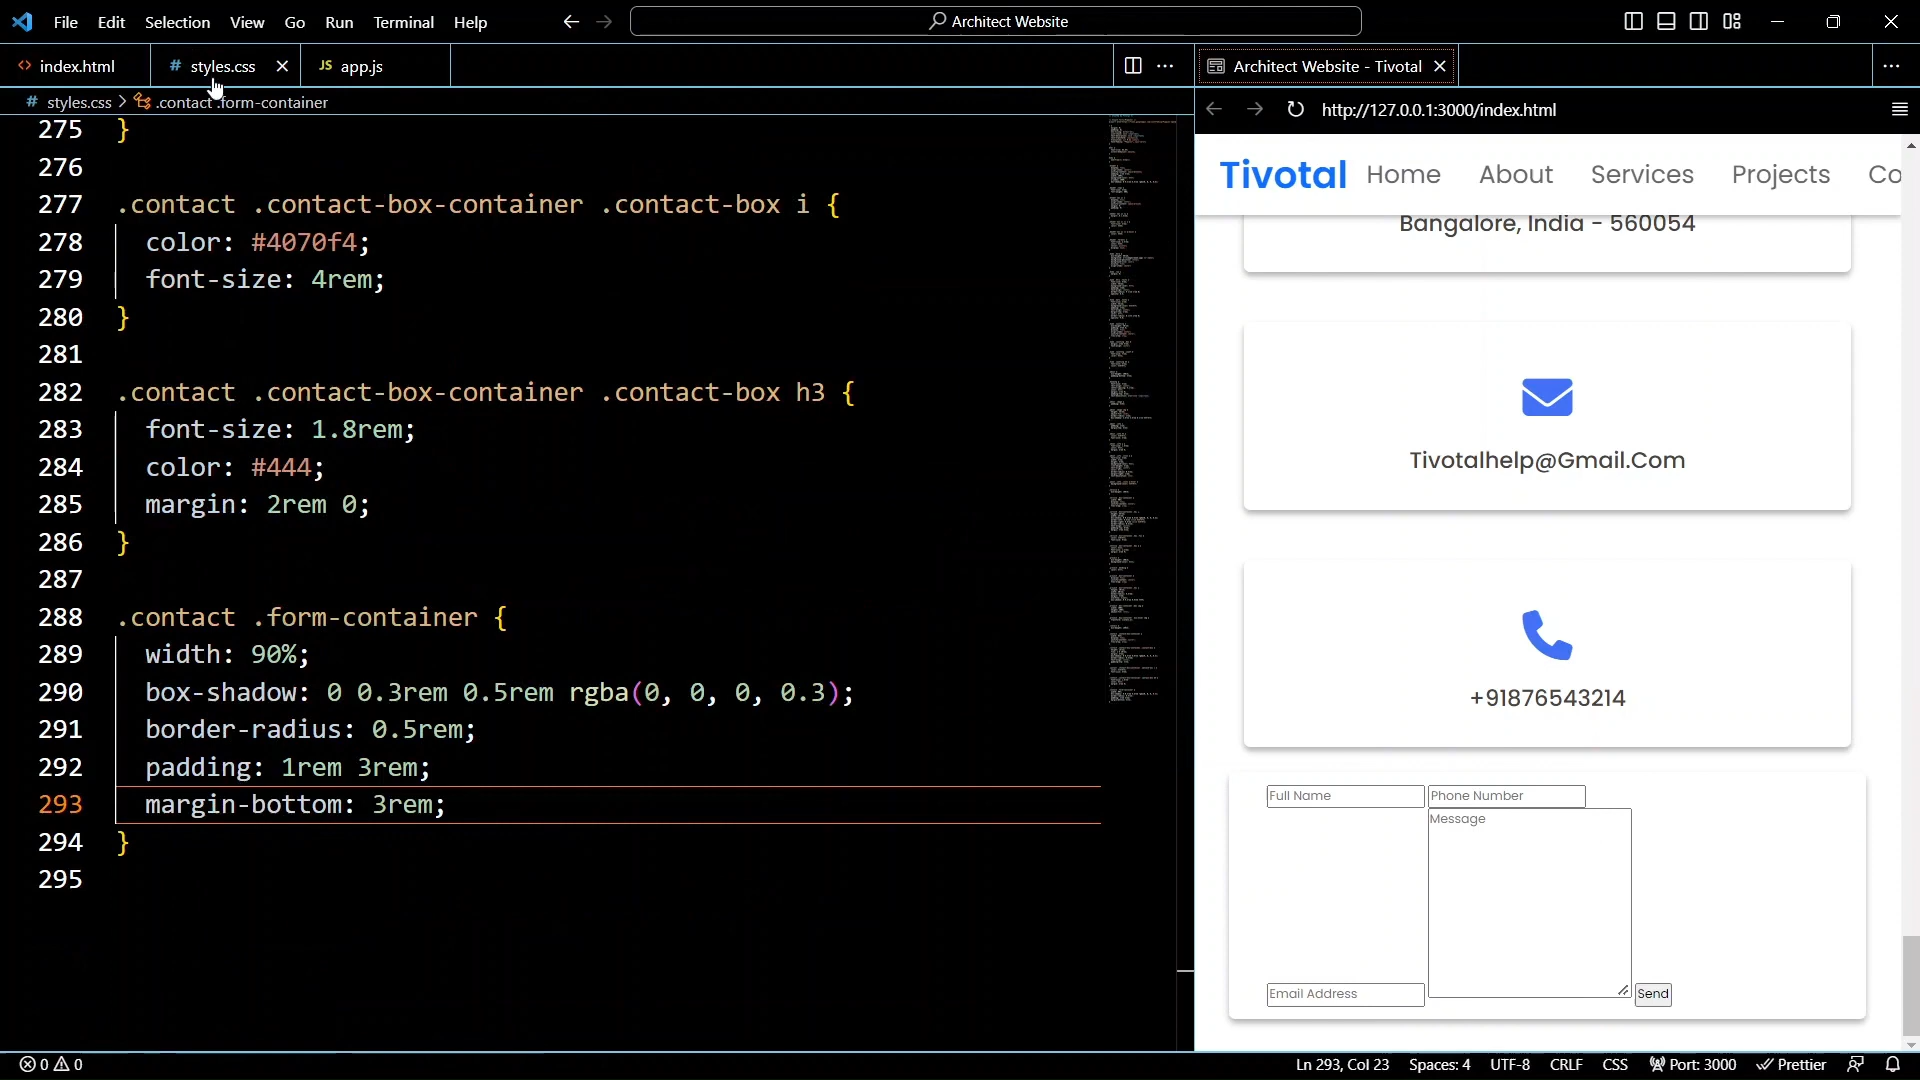 File Edit Selection View Go Run Terminal Help
Architect Website
index.html
# styles.css
JS app.js
Architect Website - Tivotal
# styles.css > .contact .form-container
http://127.0.0.1:3000/index.html
275 }
276
277 .contact .contact-box-container .contact-box i {
278 color: #4070f4;
279 font-size: 4rem;
280 }
281
282 .contact .contact-box-container .contact-box h3 {
283 font-size: 1.8rem;
284 color: #444;
285 margin: 2rem 0;
286 }
287
288 .contact .form-container {
289 width: 90%;
290 box-shadow: 0 0.3rem 0.5rem rgba(0, 0, 0, 0.3);
291 border-radius: 0.5rem;
292 padding: 1rem 3rem;
293 margin-bottom: 3rem;
294 }
295
Tivotal Home About Services Projects Co
Bangalore, India - 560054
Tivotalhelp@Gmail.Com
+91876543214
Full Name
Phone Number
Message
Email Address
Send
0 0
Ln 293, Col 23 Spaces: 4 UTF-8 CRLF CSS Port: 3000 Prettier